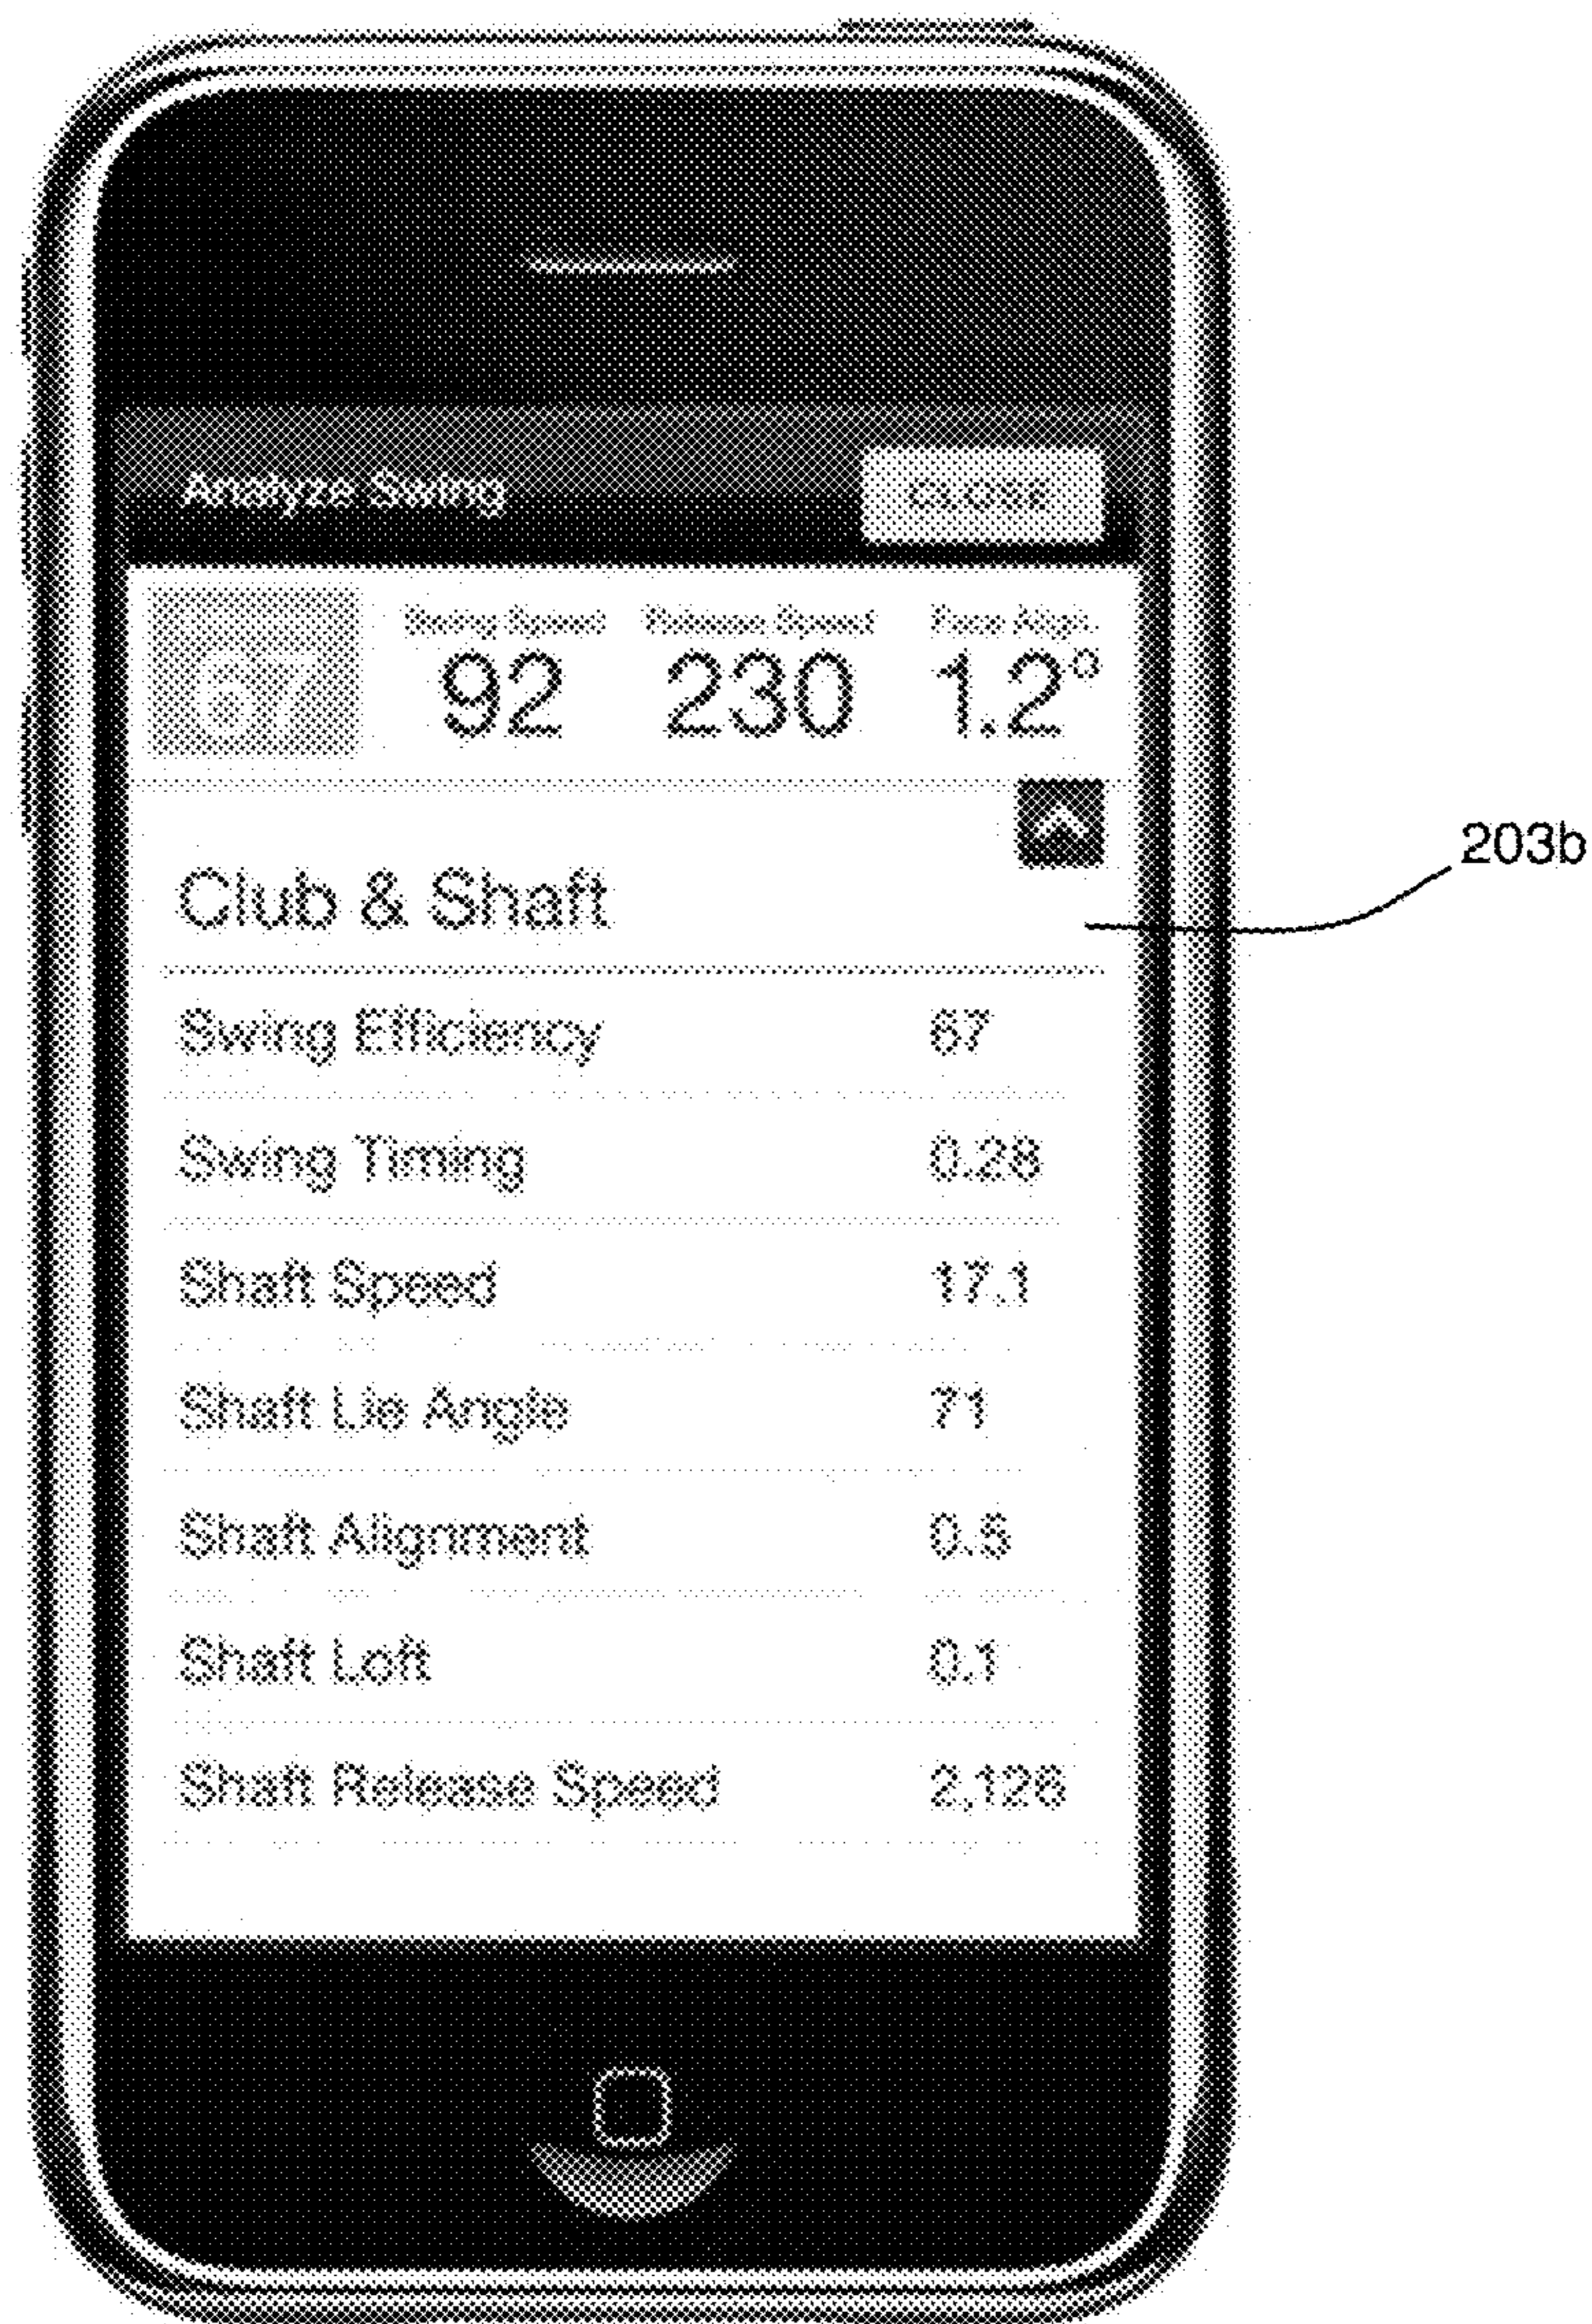 Analyze Swing CLOSE
Swing Speed Release Speed Face Align.
67 92 230 1.2°
203b
Club & Shaft
Swing Efficiency 67
Swing Timing 0.28
Shaft Speed 17.1
Shaft Lie Angle 71
Shaft Alignment 0.5
Shaft Loft 0.1
Shaft Release Speed 2,126